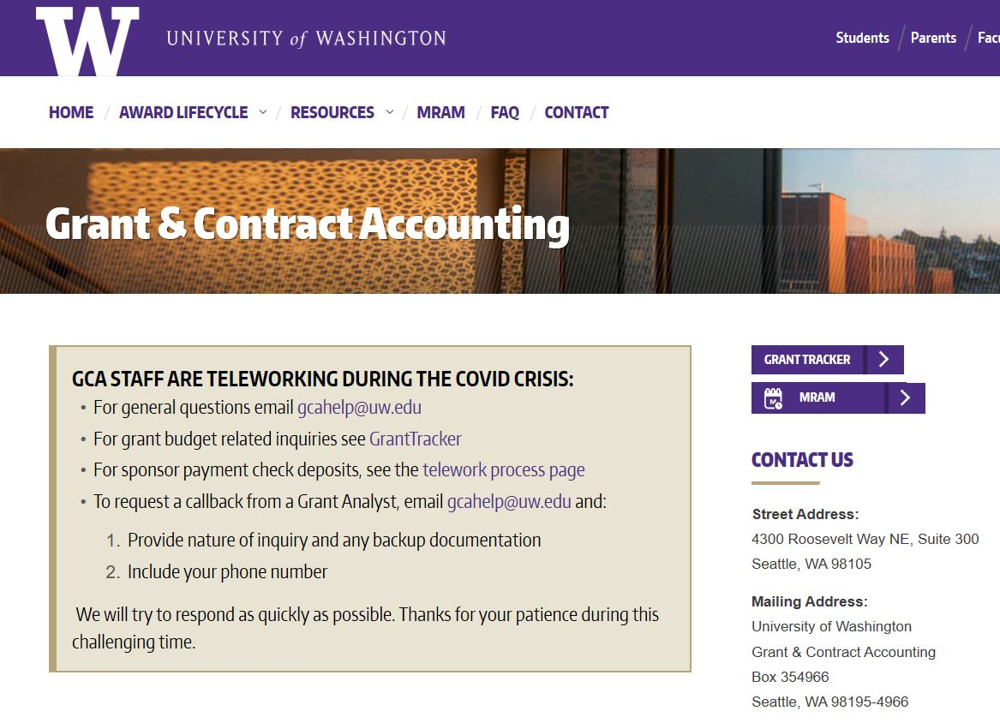 W
UNIVERSITY of WASHINGTON
Students / Parents /
HOME / AWARD LIFECYCLE / RESOURCES / MRAM / FAQ / CONTACT
Grant & Contract Accounting
GCA STAFF ARE TELEWORKING DURING THE COVID CRISIS:
• For general questions email gcahelp@uw.edu
• For grant budget related inquiries see GrantTracker
• For sponsor payment check deposits, see the telework process page
• To request a callback from a Grant Analyst, email gcahelp@uw.edu and:
1. Provide nature of inquiry and any backup documentation
2. Include your phone number
We will try to respond as quickly as possible. Thanks for your patience during this
challenging time.
GRANT TRACKER
M
MRAM
CONTACT US
Street Address:
4300 Roosevelt Way NE, Suite 300
Seattle, WA 98105
Mailing Address:
University of Washington
Grant & Contract Accounting
Box 354966
Seattle, WA 98195-4966